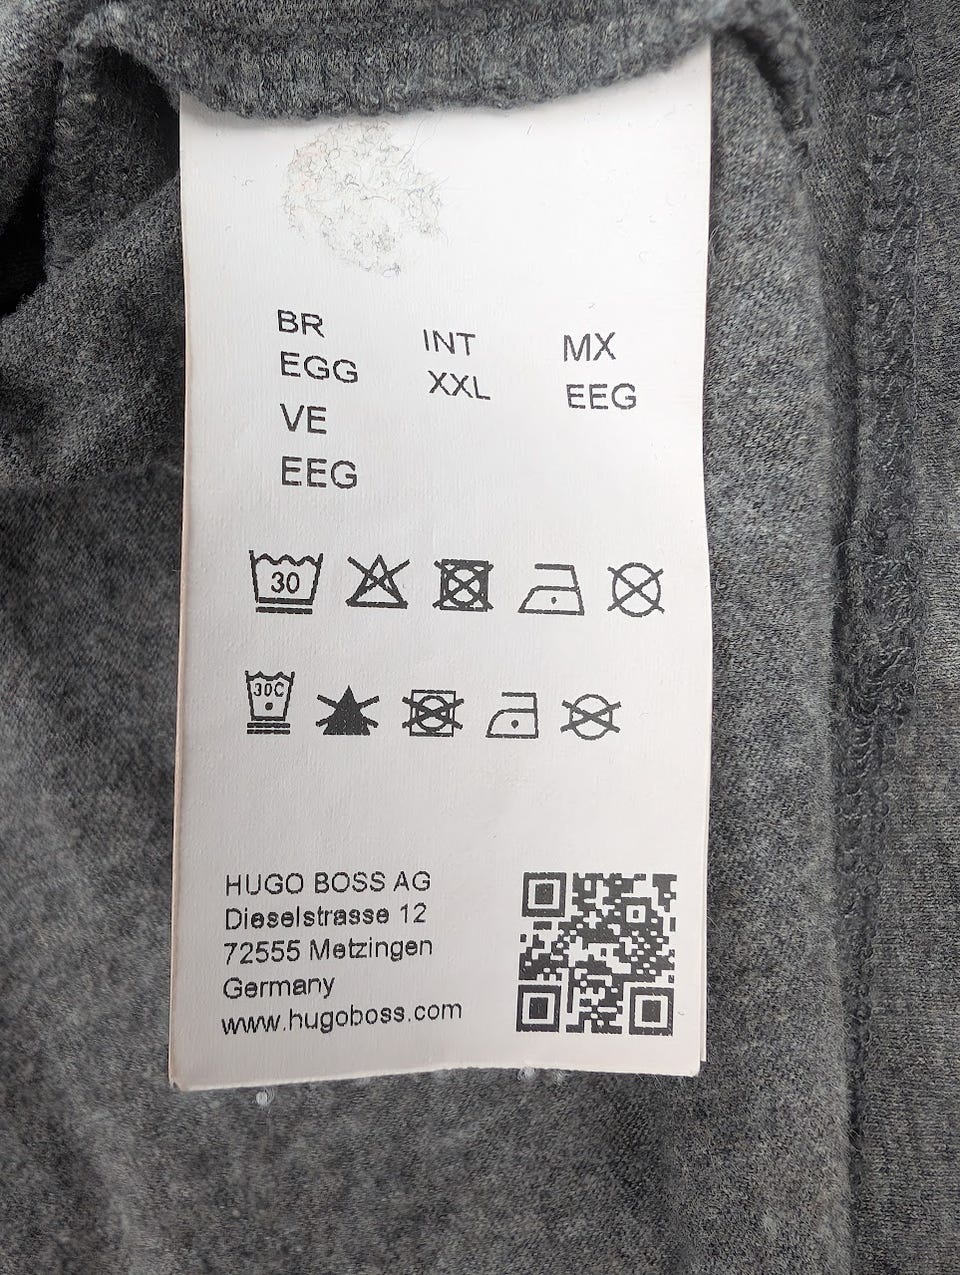 BR
EGG
INT
XXL
MX
EEG
VE
EEG
30
30C
HUGO BOSS AG
Dieselstrasse 12
72555 Metzingen
Germany
www.hugoboss.com